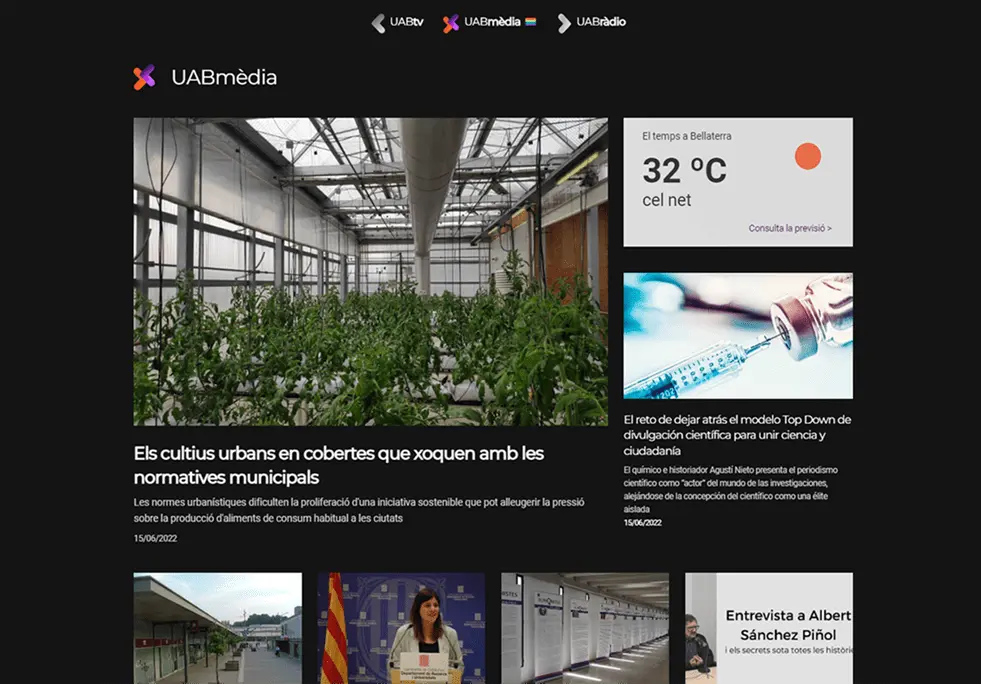 UABtv UABmèdia UABràdio
UABmèdia
El temps a Bellaterra
32 ºC
cel net
Consulta la previsió >
Els cultius urbans en cobertes que xoquen amb les
normatives municipals
Les normes urbanístiques dificulten la proliferació d'una iniciativa sostenible que pot alleugerir la pressió
sobre la producció d'aliments de consum habitual a les ciutats
15/06/2022
El reto de dejar atrás el modelo Top Down de
divulgación científica para unir ciencia y
ciudadanía
El químico e historiador Agustí Nieto presenta el periodismo
científico como "actor" del mundo de las investigaciones,
alejándose de la concepción del científico como una élite
aislada
15/06/2022
Entrevista a Albert
Sánchez Piñol
i els secrets sota totes les històrie